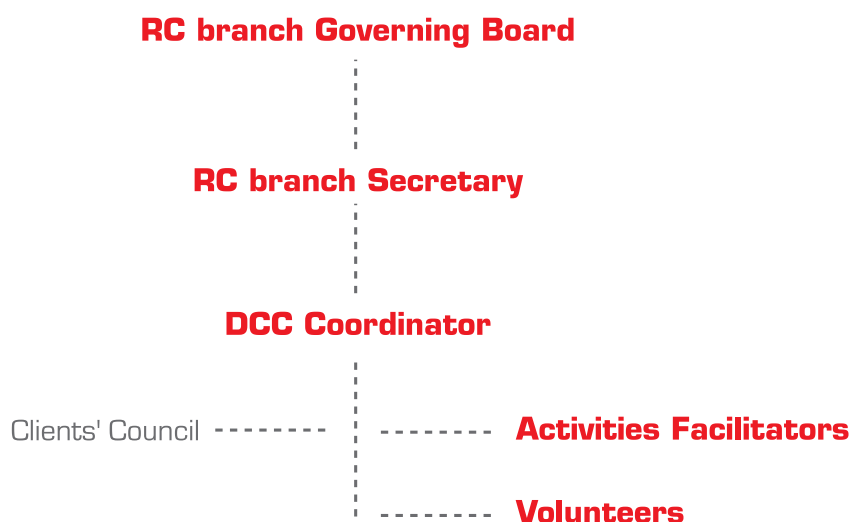 RC branch Governing Board
RC branch Secretary
DCC Coordinator
Clients' Council
Activities Facilitators
Volunteers